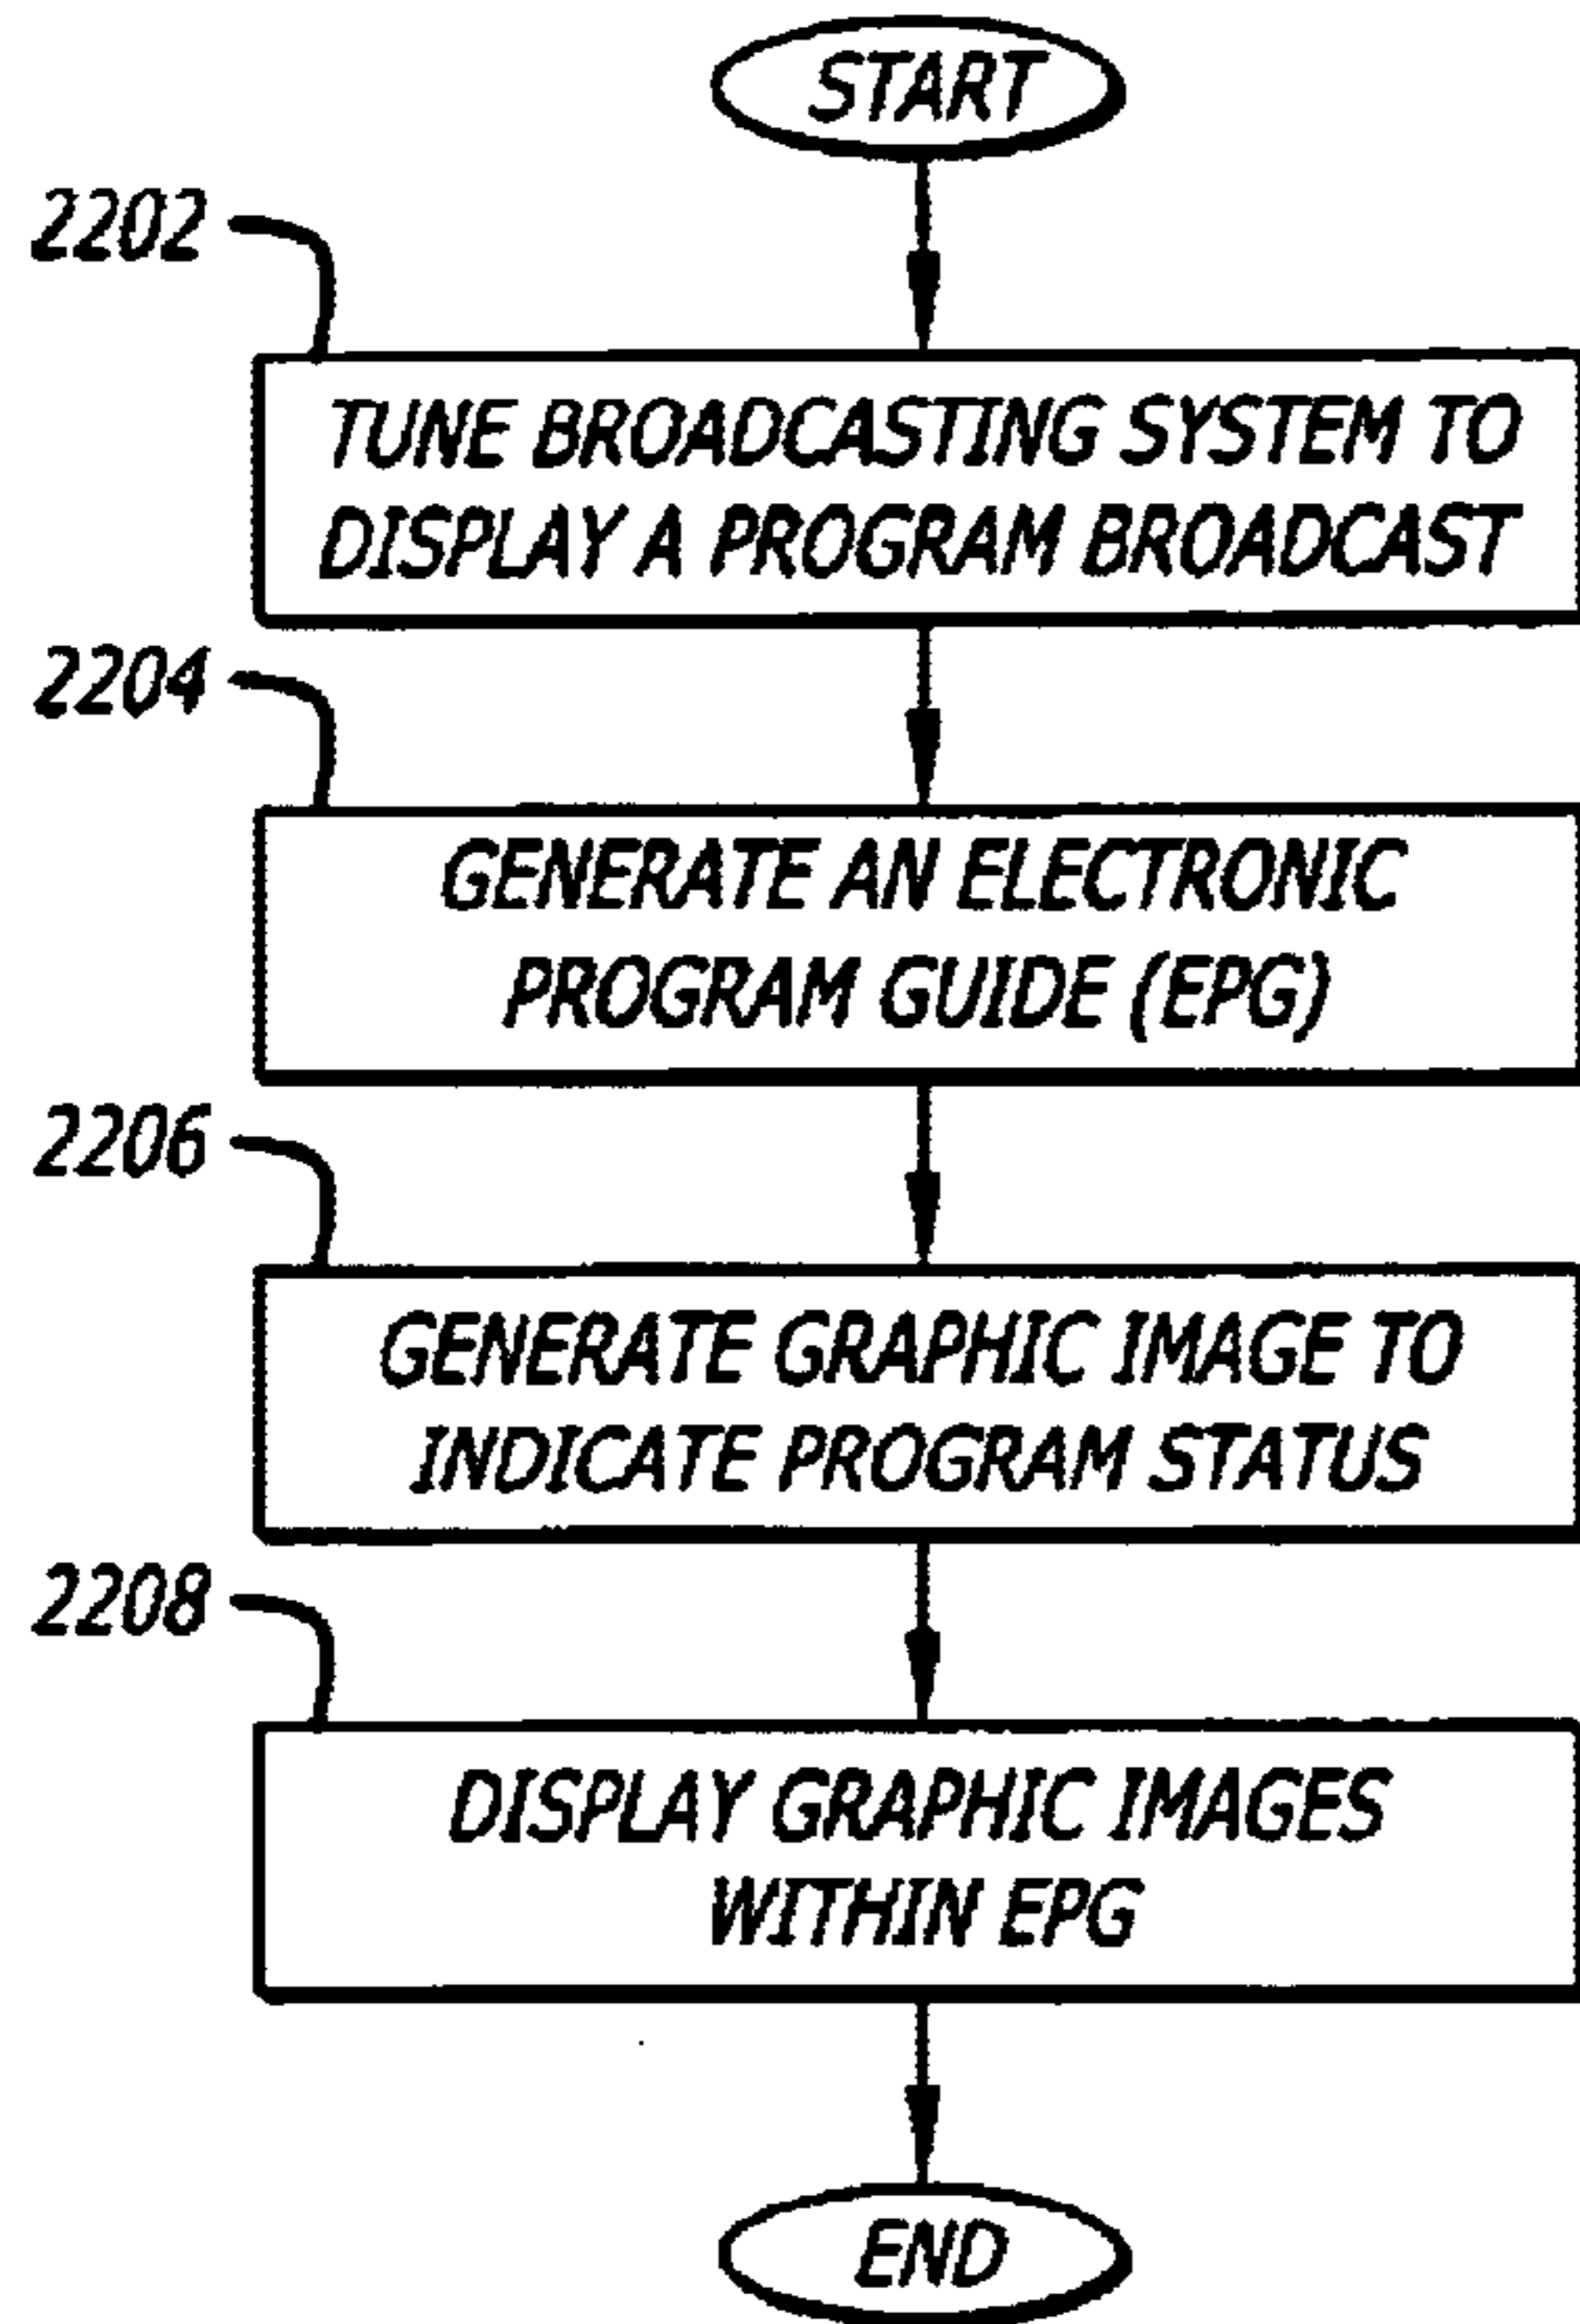 START
2202
TUNE BROADCASTING SYSTEM TO
DISPLAY A PROGRAM BROADCAST
2204
GENERATE AN ELECTRONIC
PROGRAM GUIDE (EPG)
2206
GENERATE GRAPHIC IMAGE TO
INDICATE PROGRAM STATUS
2208
DISPLAY GRAPHIC IMAGES
WITHIN EPG
END